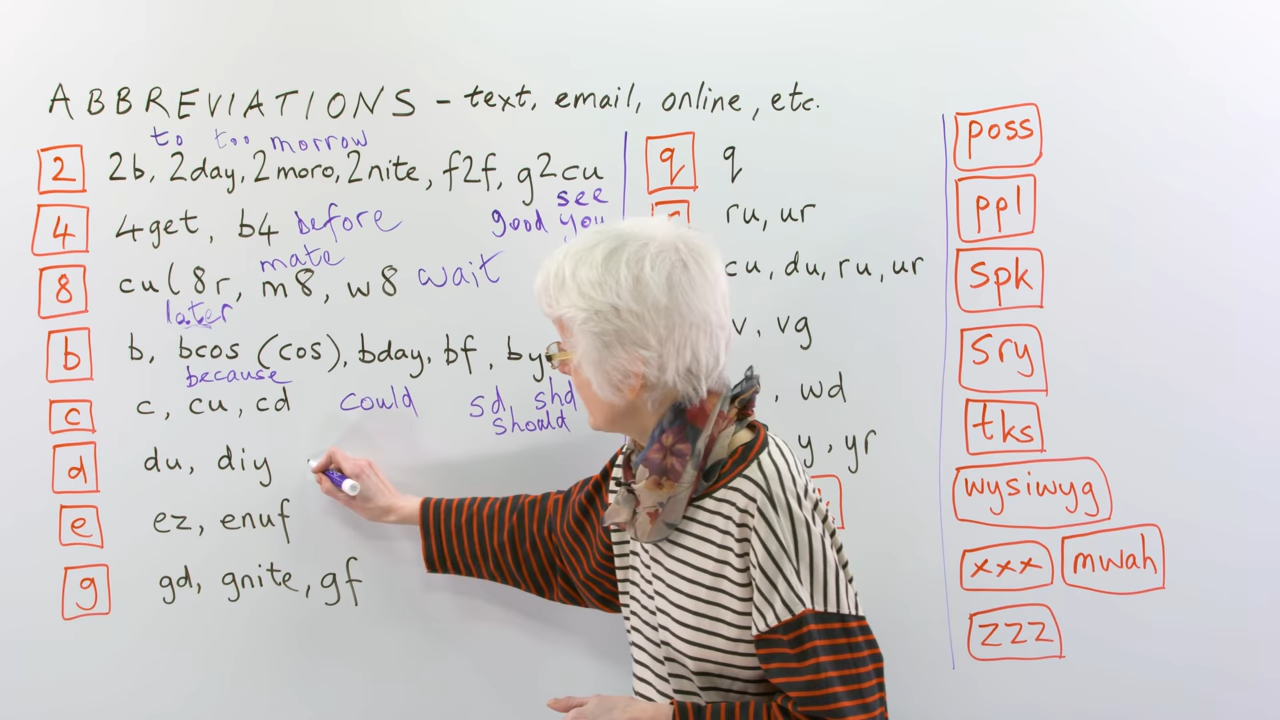 ABBREVIATIONS - text, email, online, etc.
to too morrow
2 2b, 2day, 2moro, 2nite, f2f, g2cu
see
4 4get, b4 before good you
mate
8 cul8r, m8, w8 wait
later
b b, bcos (cos), bday, bf,
because
c c, cu, cd could sd shd
should
d du, diy
e ez, enuf
g gd, gnite, gf
q q
ru, ur
cu, du, ru, ur
v, vg
, wd
y, yr
poss
ppl
spk
sry
tks
wysiwyg
xxx mwah
zzz